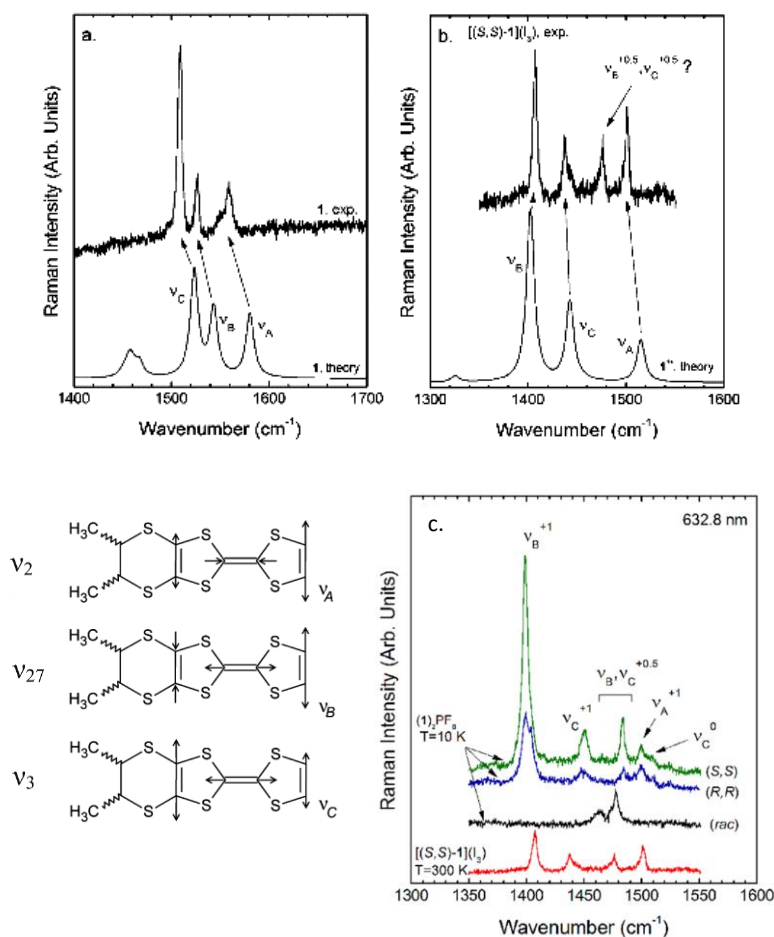 a.
1. exp.
νC
νB
νA
1. theory
Raman Intensity (Arb. Units)
1400 1500 1600 1700
Wavenumber (cm-1)
b.
[(S,S)-1](I3), exp.
νB+0.5,νC+0.5 ?
νB
νC
νA
Raman Intensity (Arb. Units)
1300 1400 1500 1600
Wavenumber (cm-1)
ν2
H3C
H3C
S S S
S S S
νA
ν27
H3C
H3C
S S S
S S S
νB
ν3
H3C
H3C
S S S
S S S
νC
c.
632.8 nm
νB+1
νB,νC+0.5
νC+1
νA+1
νC0
(1)2PF6
T=10 K
(S,S)
(R,R)
(rac)
[(S,S)-1](I3)
T=300 K
Raman Intensity (Arb. Units)
1300 1350 1400 1450 1500 1550 1600
Wavenumber (cm-1)